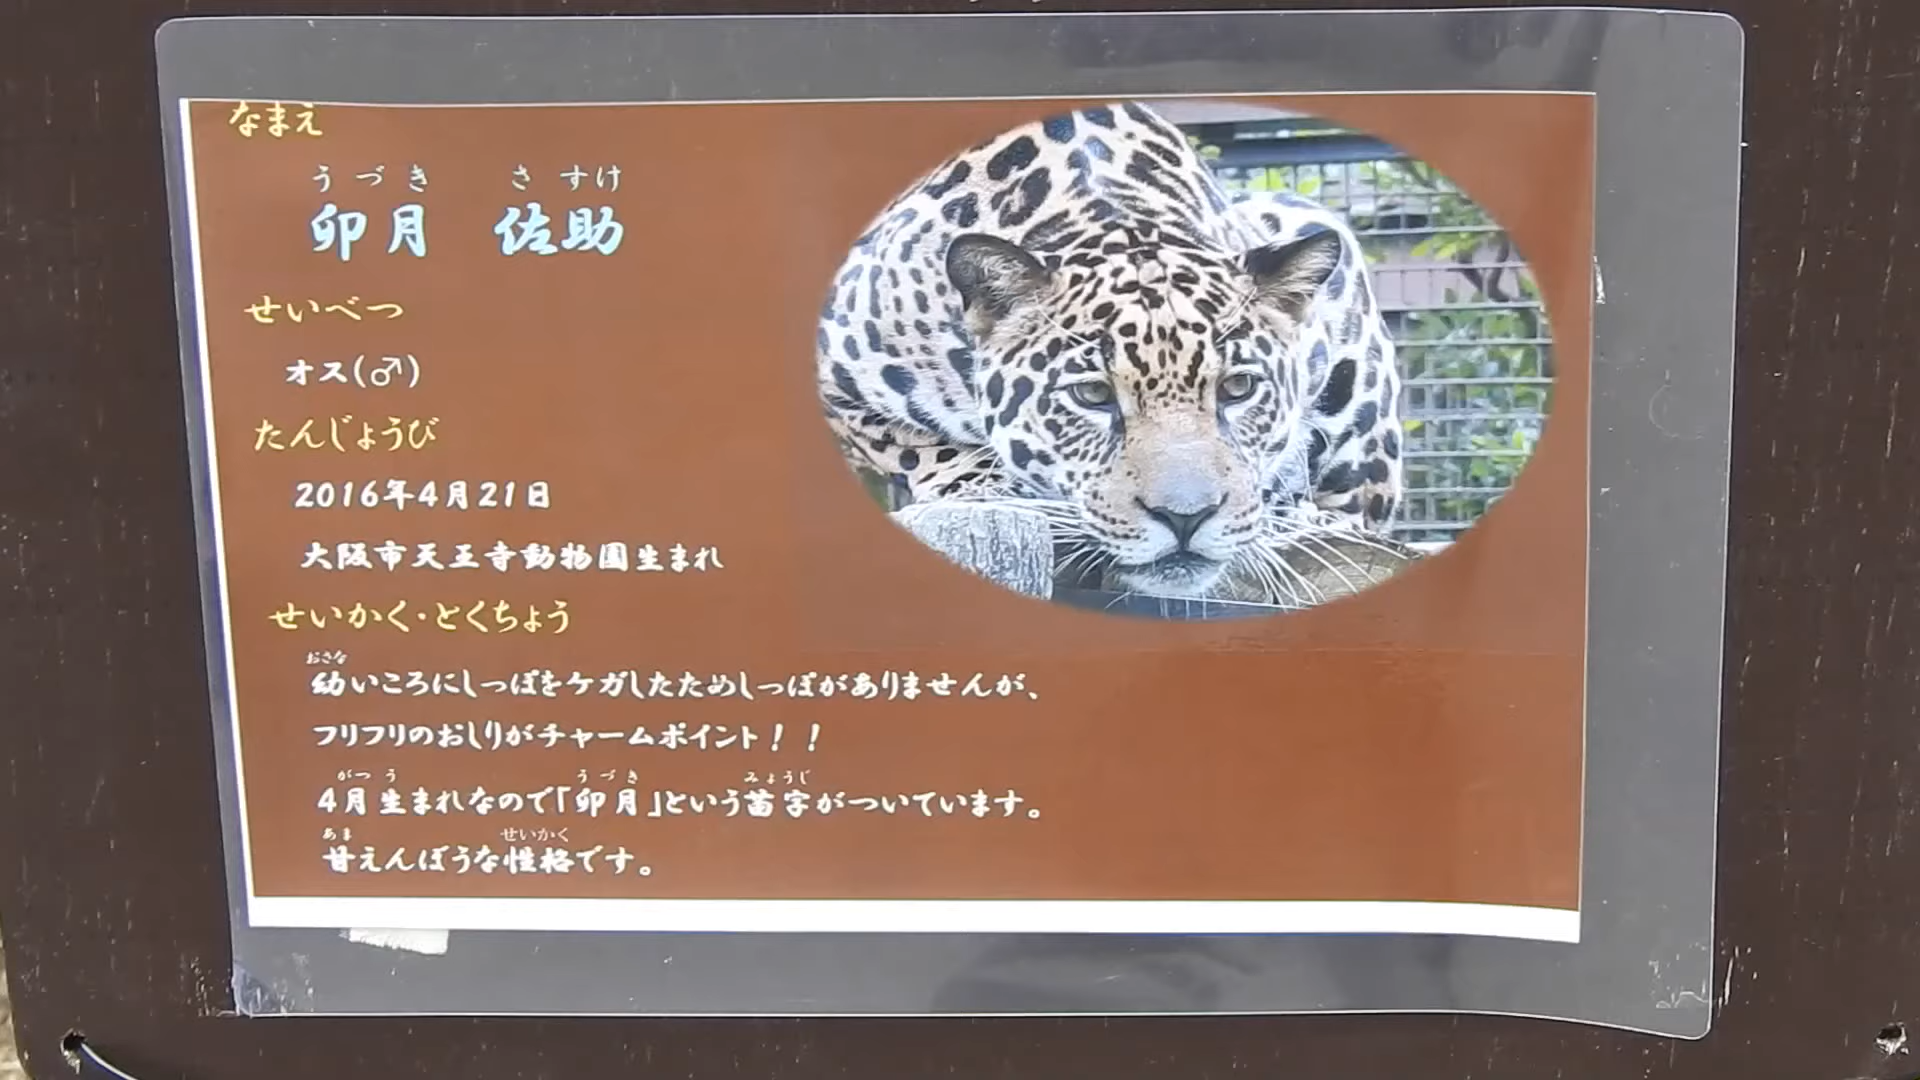 なまえ
うづき さすけ
卯月 佐助
せいべつ
オス(♂)
たんじょうび
2016年4月21日
大阪市天王寺動物園生まれ
せいかく・とくちょう
おさな
幼いころにしっぽをケガしたためしっぽがありませんが、
フリフリのおしりがチャームポイント！！
がつ う うづき みょうじ
4月生まれなので「卯月」という苗字がついています。
あま せいかく
甘えんぼうな性格です。